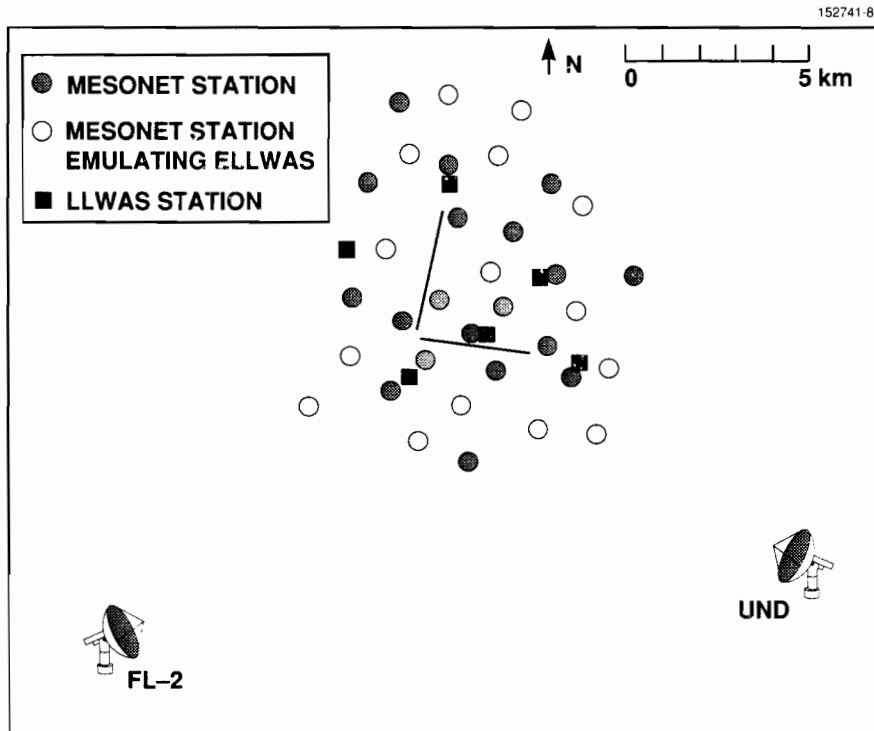 152741-8
N
0 5 km
MESONET STATION
MESONET STATION
EMULATING ELLWAS
LLWAS STATION
UND
FL–2